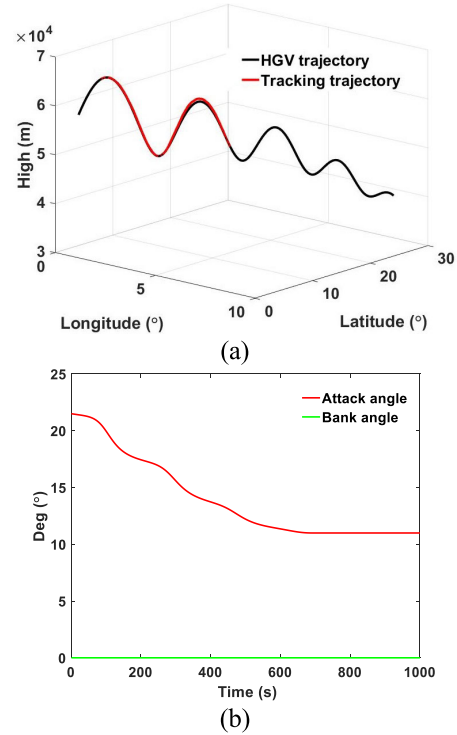 ×10⁴
7
6
5
4
3
High (m)
HGV trajectory
Tracking trajectory
0
5
10
Longitude (°)
0
10
20
30
Latitude (°)
(a)
25
20
15
10
5
0
Deg (°)
Attack angle
Bank angle
0 200 400 600 800 1000
Time (s)
(b)